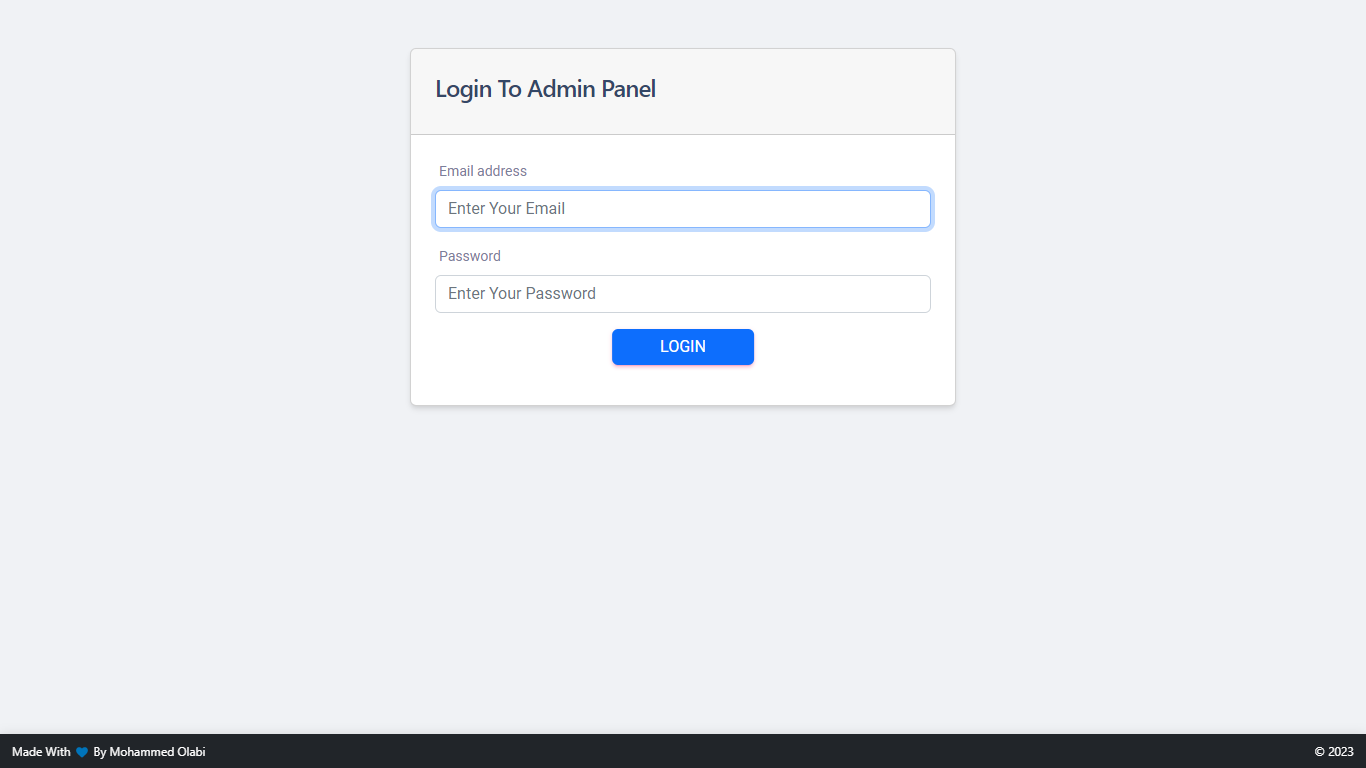 Login To Admin Panel
Email address
Enter Your Email
Password
Enter Your Password
LOGIN
Made With 💙 By Mohammed Olabi
© 2023